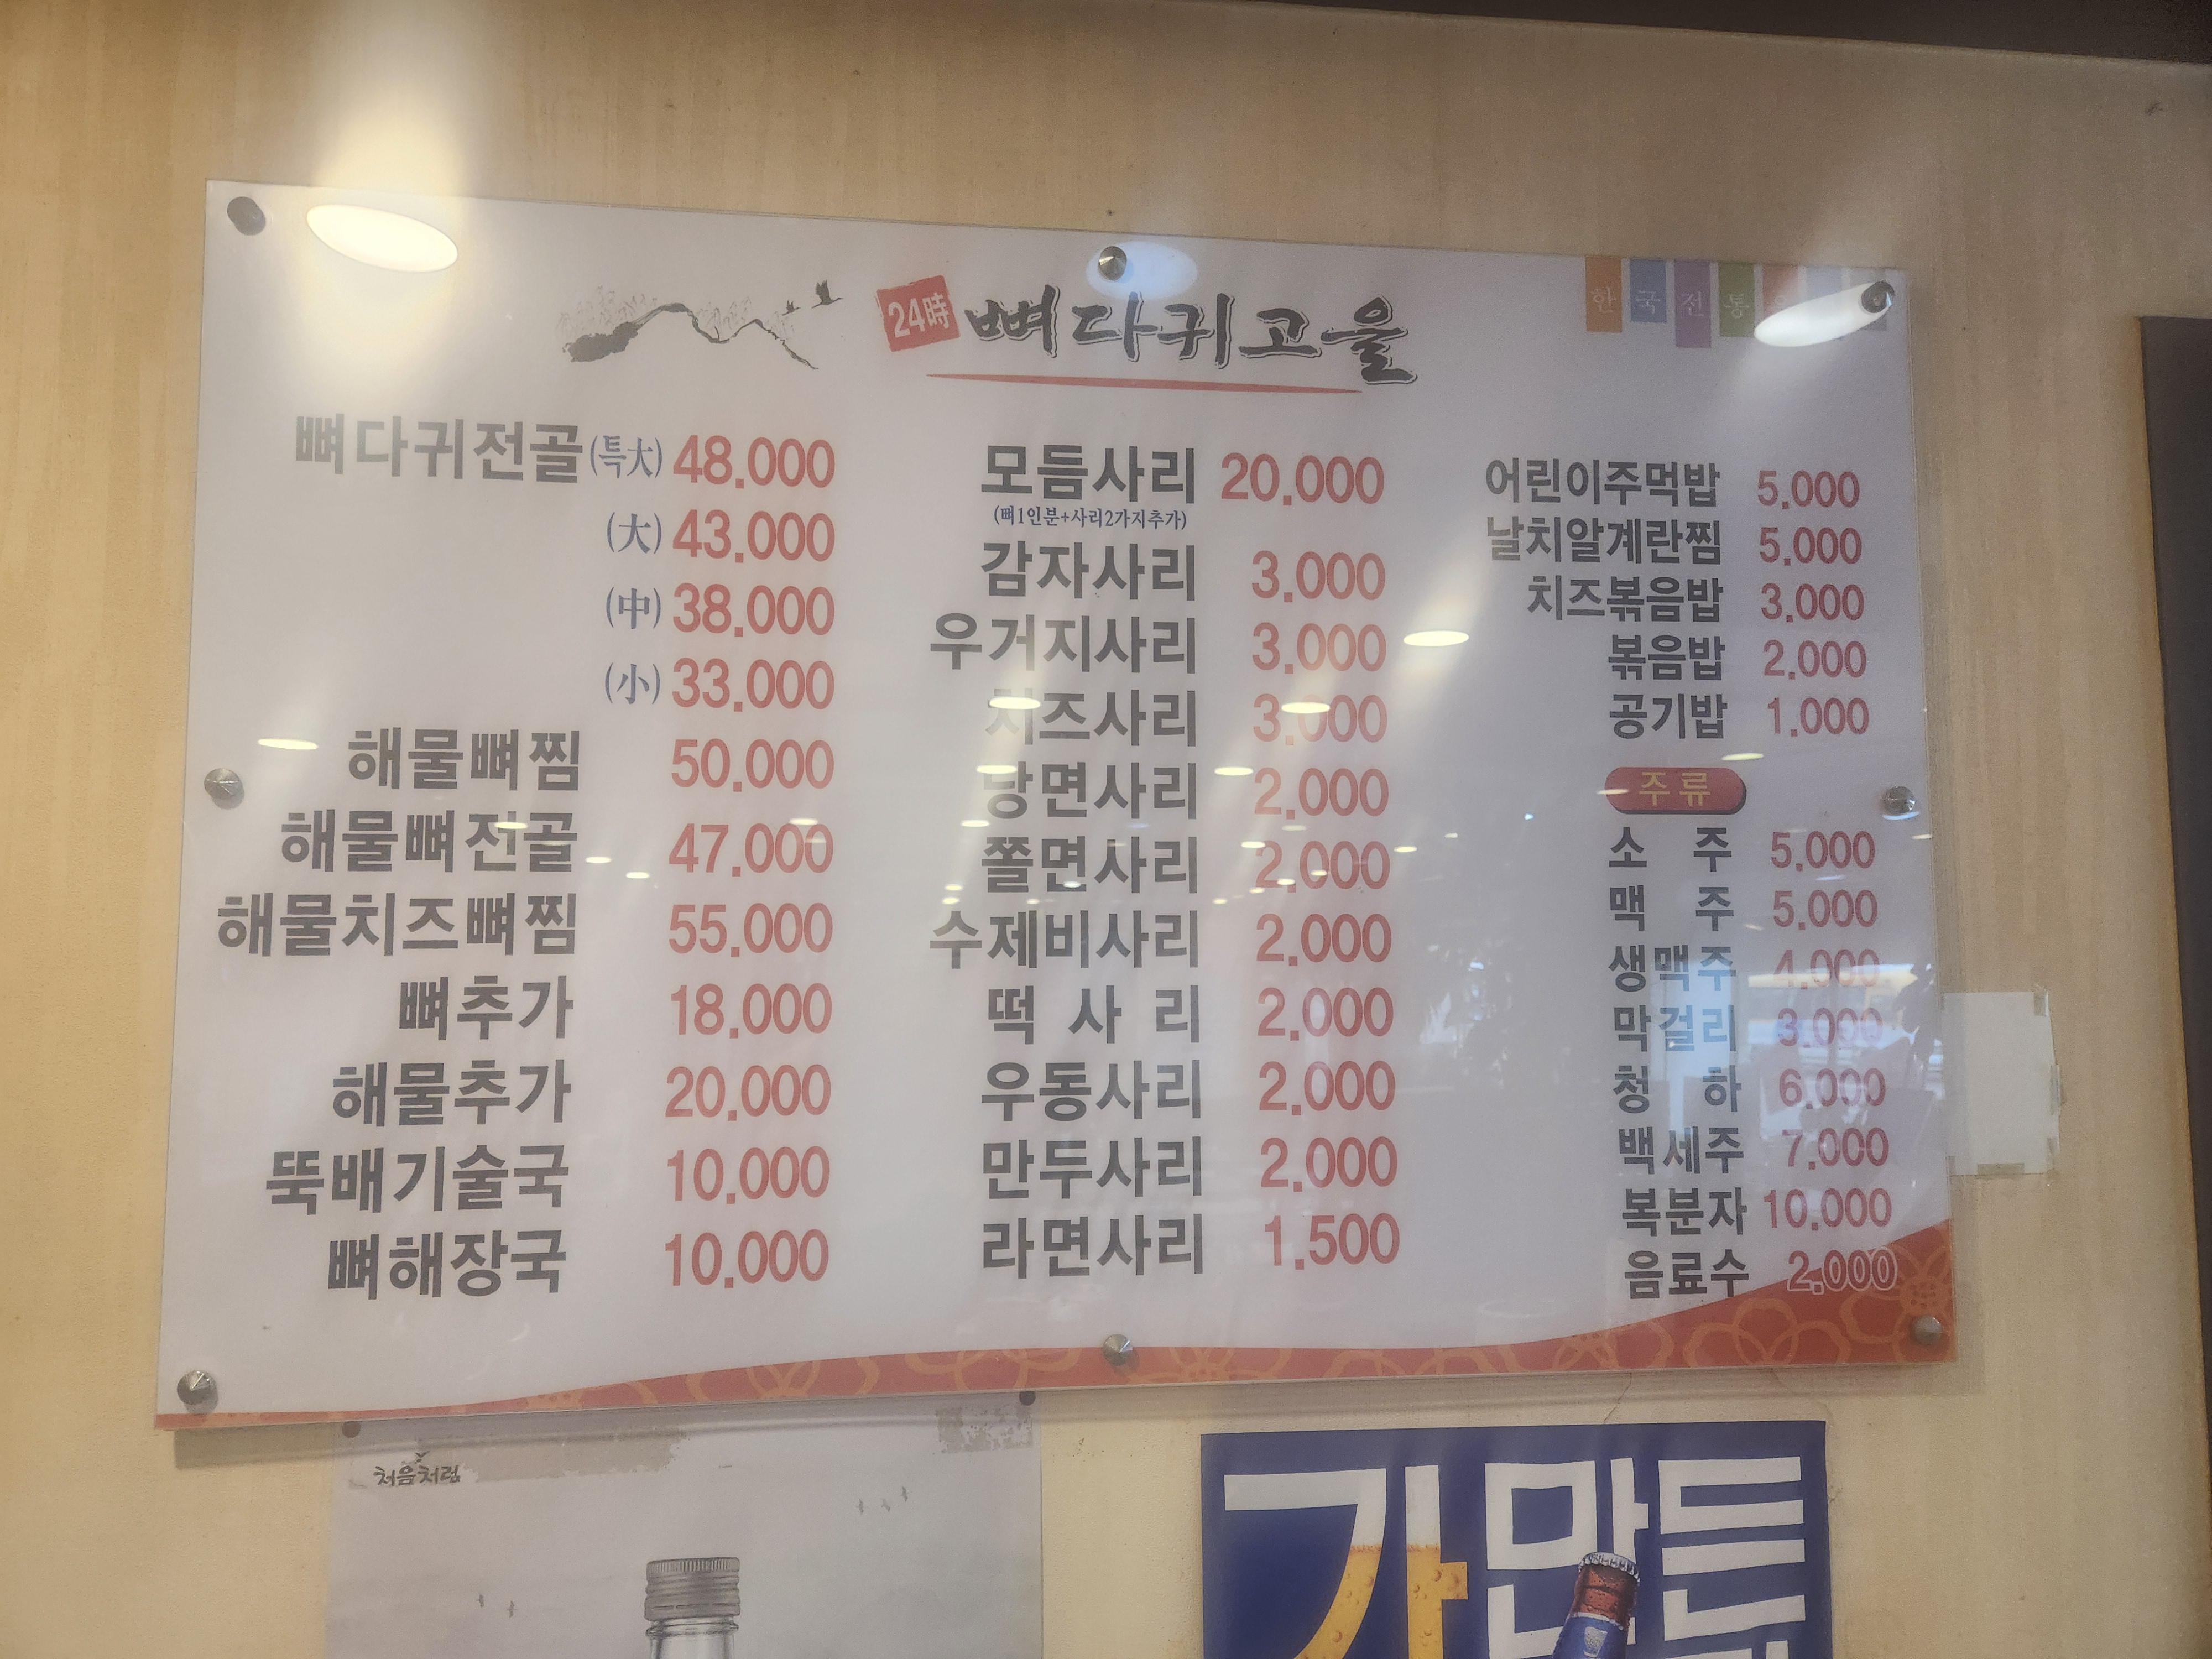 24時 뼈다귀고을
한국전통
뼈다귀전골(특大) 48.000
(大) 43.000
(中) 38.000
(小) 33.000
해물뼈찜 50.000
해물뼈전골 47.000
해물치즈뼈찜 55.000
뼈추가 18.000
해물추가 20.000
뚝배기술국 10.000
뼈해장국 10.000
모듬사리 20.000
(뼈1인분+사리2가지추가)
감자사리 3.000
우거지사리 3.000
치즈사리 3.000
당면사리 2.000
쫄면사리 2.000
수제비사리 2.000
떡 사 리 2.000
우동사리 2.000
만두사리 2.000
라면사리 1.500
어린이주먹밥 5.000
날치알계란찜 5.000
치즈볶음밥 3.000
볶음밥 2.000
공기밥 1.000
주류
소 주 5.000
맥 주 5.000
생맥주 4.000
막걸리 3.000
청 하 6.000
백세주 7.000
복분자 10.000
음료수 2.000
처음처럼
가만든